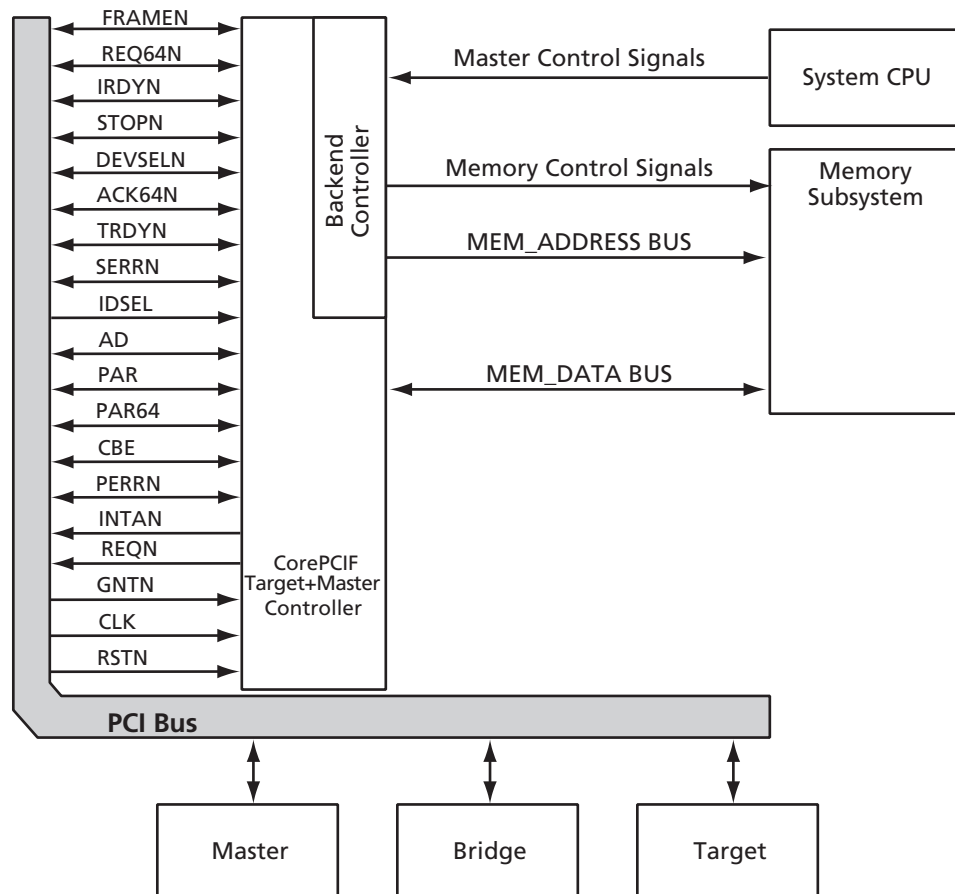 FRAMEN
REQ64N
IRDYN
STOPN
DEVSELN
ACK64N
TRDYN
SERRN
IDSEL
AD
PAR
PAR64
CBE
PERRN
INTAN
REQN
GNTN
CLK
RSTN
Backend
Controller
CorePCIF
Target+Master
Controller
Master Control Signals
System CPU
Memory Control Signals
Memory
Subsystem
MEM_ADDRESS BUS
MEM_DATA BUS
PCI Bus
Master
Bridge
Target